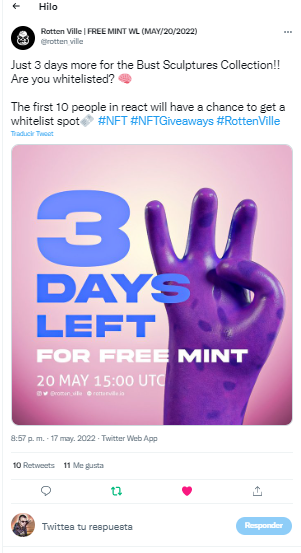 Hilo
Rotten Ville | FREE MINT WL (MAY/20/2022)
@rotten_ville
Just 3 days more for the Bust Sculptures Collection!!
Are you whitelisted? 🧠
The first 10 people in react will have a chance to get a
whitelist spot #NFT #NFTGiveaways #RottenVille
Traducir Tweet
3
DAYS
LEFT
FOR FREE MINT
20 MAY 15:00 UTC
@rotten_ville rottenville.io
8:57 p. m. · 17 may. 2022 · Twitter Web App
10 Retweets 11 Me gusta
Twittea tu respuesta
Responder